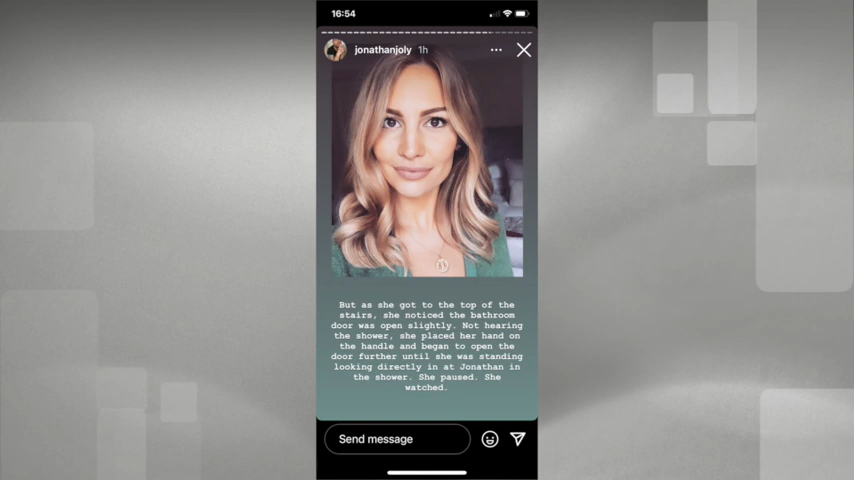 16:54
jonathanjoly 1h
But as she got to the top of the
stairs, she noticed the bathroom
door was open slightly. Not hearing
the shower, she placed her hand on
the handle and began to open the
door further until she was standing
looking directly in at Jonathan in
the shower. She paused. She
watched.
Send message